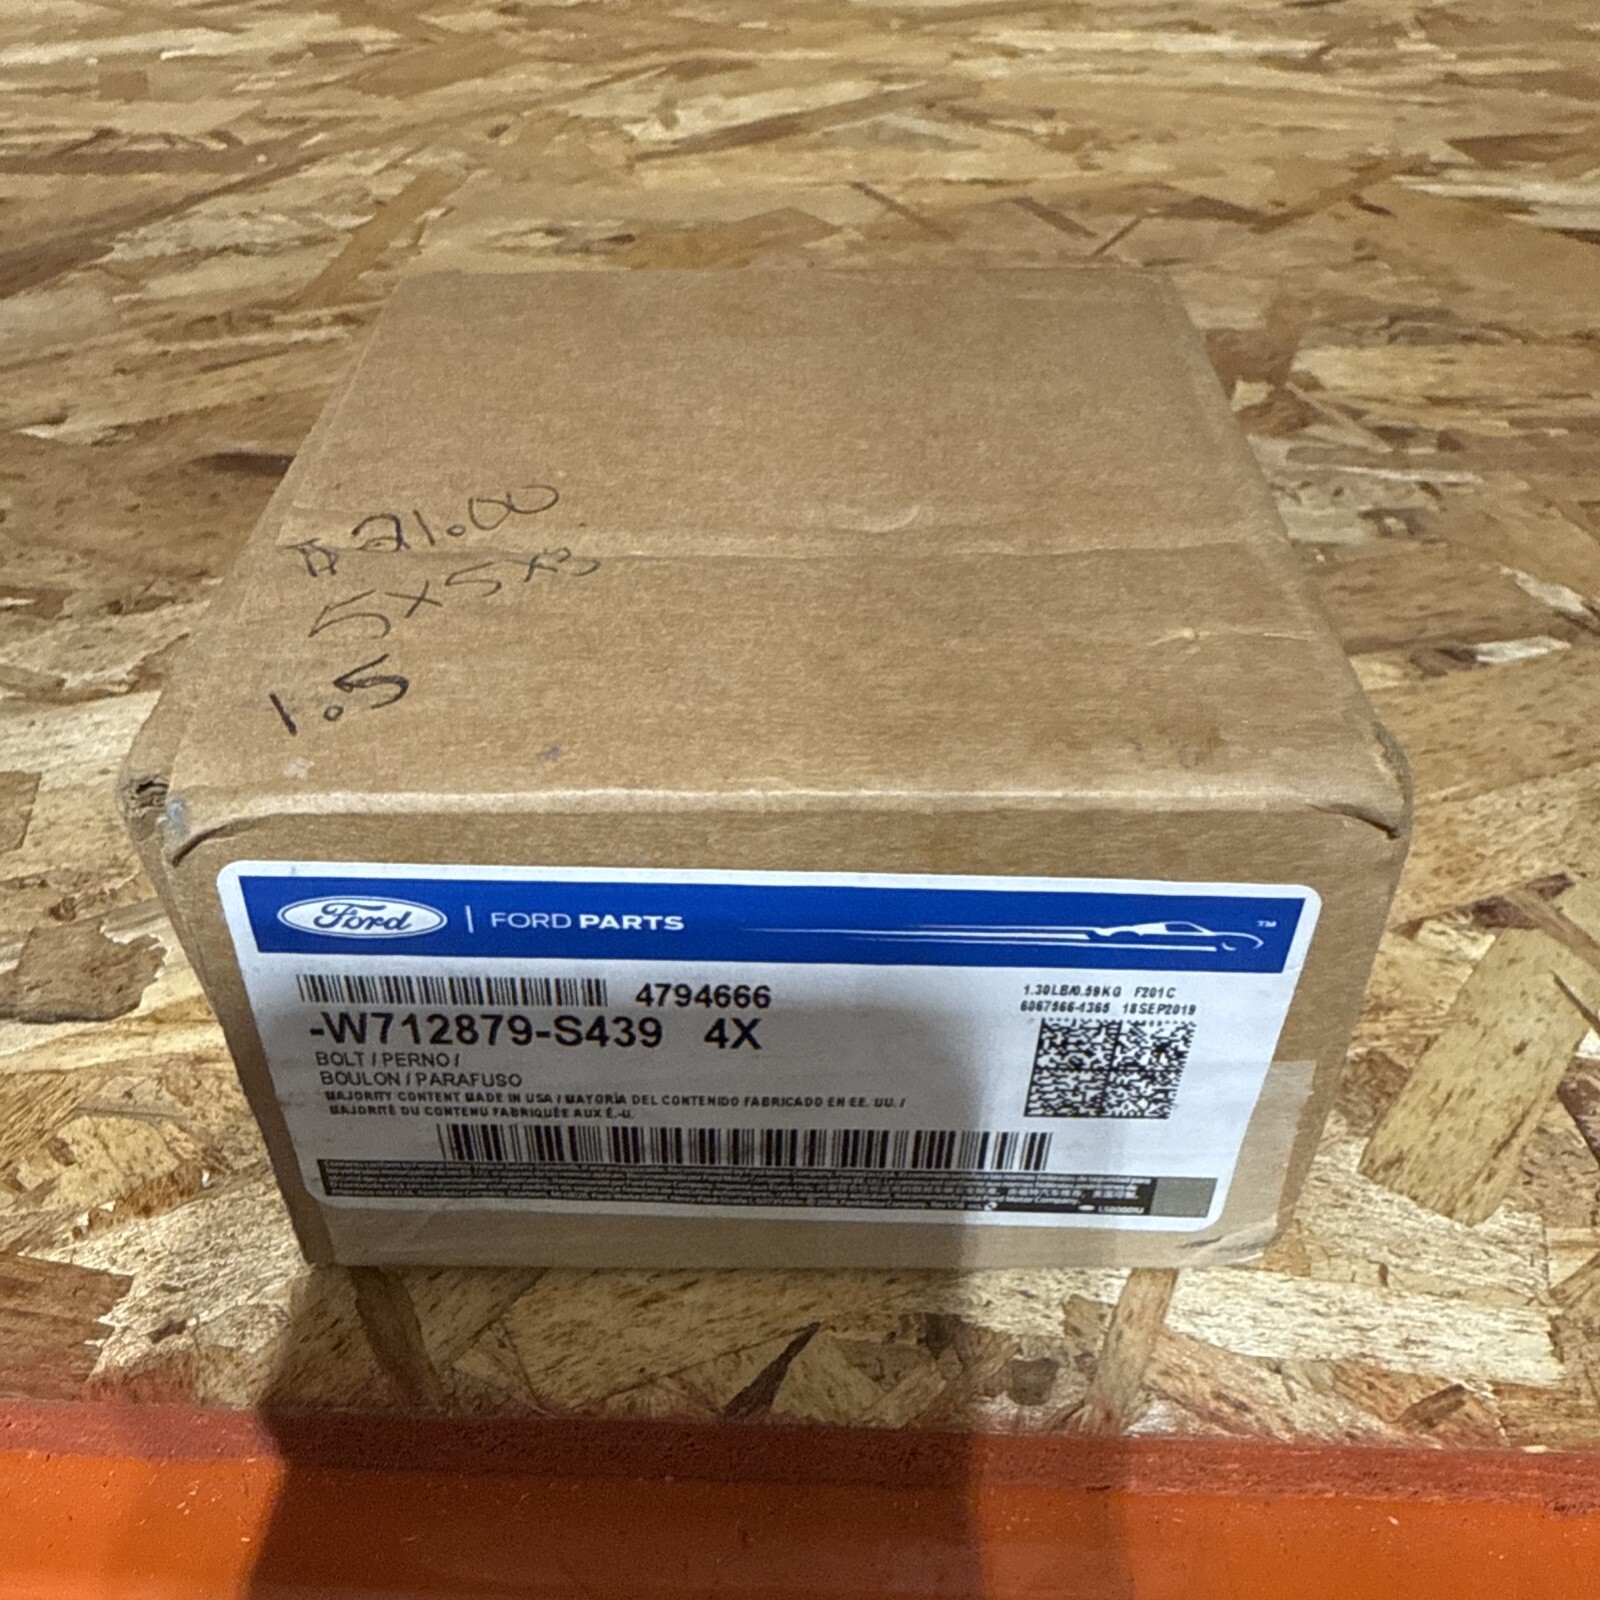 $21.00
5x5x3
1.5
Ford | FORD PARTS ™
4794666
-W712879-S439 4X
BOLT / PERNO /
BOULON / PARAFUSO
MAJORITY CONTENT MADE IN USA / MAYORÍA DEL CONTENIDO FABRICADO EN EE. UU. /
MAJORITÉ DU CONTENU FABRIQUÉE AUX É.-U.
1.30LB/0.59KG F201C
6067566-4365 18SEP2019